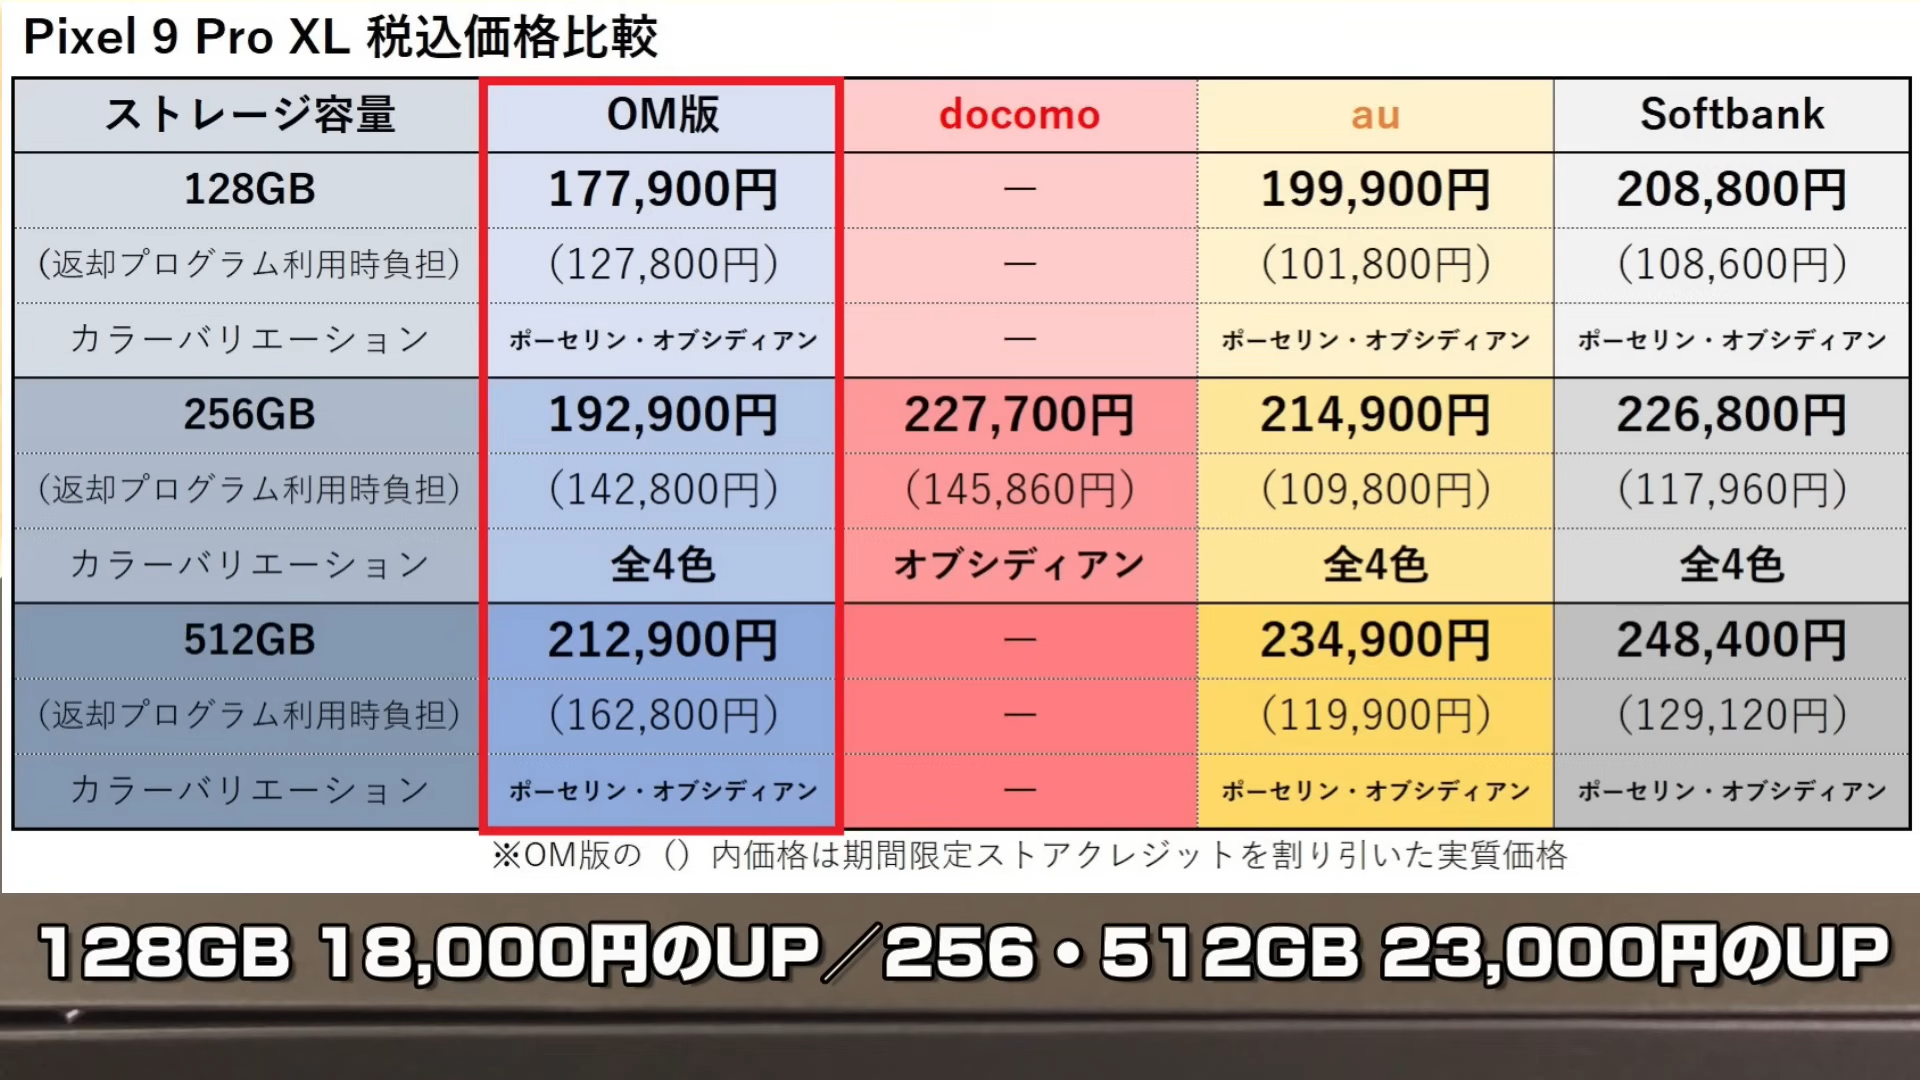 Pixel 9 Pro XL 税込価格比較
ストレージ容量 OM版 docomo au Softbank
128GB 177,900円 — 199,900円 208,800円
（返却プログラム利用時負担） （127,800円） — （101,800円） （108,600円）
カラーバリエーション ポーセリン・オブシディアン — ポーセリン・オブシディアン ポーセリン・オブシディアン
256GB 192,900円 227,700円 214,900円 226,800円
（返却プログラム利用時負担） （142,800円） （145,860円） （109,800円） （117,960円）
カラーバリエーション 全4色 オブシディアン 全4色 全4色
512GB 212,900円 — 234,900円 248,400円
（返却プログラム利用時負担） （162,800円） — （119,900円） （129,120円）
カラーバリエーション ポーセリン・オブシディアン — ポーセリン・オブシディアン ポーセリン・オブシディアン
※OM版の（）内価格は期間限定ストアクレジットを割り引いた実質価格
128GB 18,000円のUP／256・512GB 23,000円のUP